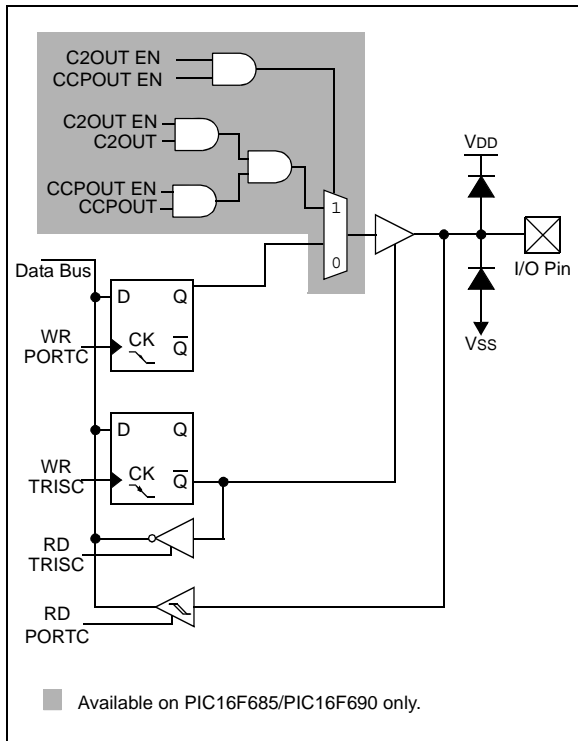 C2OUT EN
CCPOUT EN
C2OUT EN
C2OUT
CCPOUT EN
CCPOUT
1
0
VDD
I/O Pin
VSS
Data Bus
D Q
WR
PORTC
CK Q
D Q
WR
TRISC
CK Q
RD
TRISC
RD
PORTC
Available on PIC16F685/PIC16F690 only.